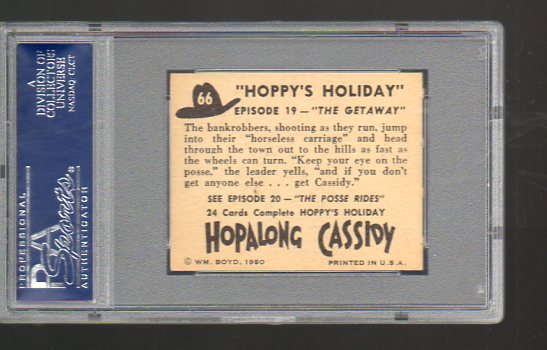 A
DIVISION OF
COLLECTORS
UNIVERSE
NASDAQ: CLCT
PROFESSIONAL
PSA
Sports
AUTHENTICATOR
66
"HOPPY'S HOLIDAY"
EPISODE 19 — "THE GETAWAY"
The bankrobbers, shooting as they run, jump
into their "horseless carriage" and head
through the town out to the hills as fast as
the wheels can turn. "Keep your eye on the
posse," the leader yells, "and if you don't
get anyone else . . . get Cassidy."
SEE EPISODE 20 — "THE POSSE RIDES"
24 Cards Complete HOPPY'S HOLIDAY
HOPALONG CASSIDY
© WM. BOYD, 1950
PRINTED IN U.S.A.